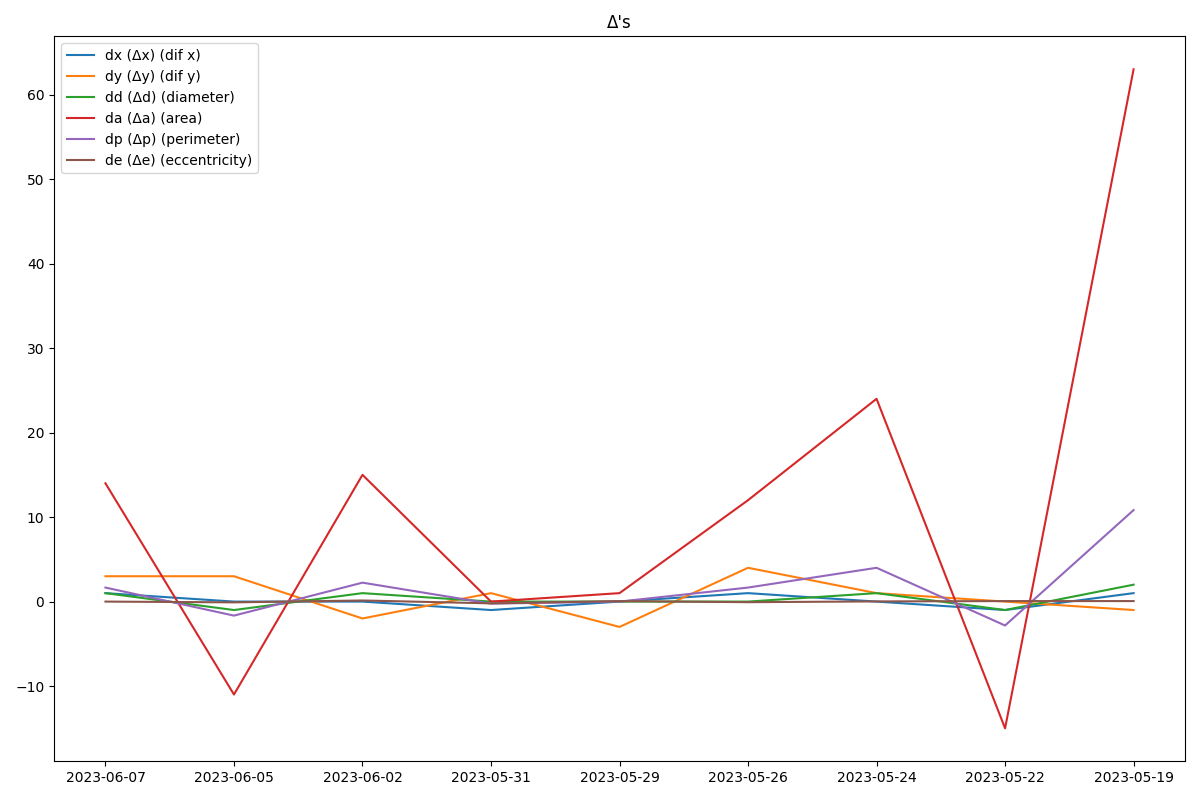 Δ's
dx (Δx) (dif x)
dy (Δy) (dif y)
dd (Δd) (diameter)
da (Δa) (area)
dp (Δp) (perimeter)
de (Δe) (eccentricity)
60
50
40
30
20
10
0
−10
2023-06-07 2023-06-05 2023-06-02 2023-05-31 2023-05-29 2023-05-26 2023-05-24 2023-05-22 2023-05-19